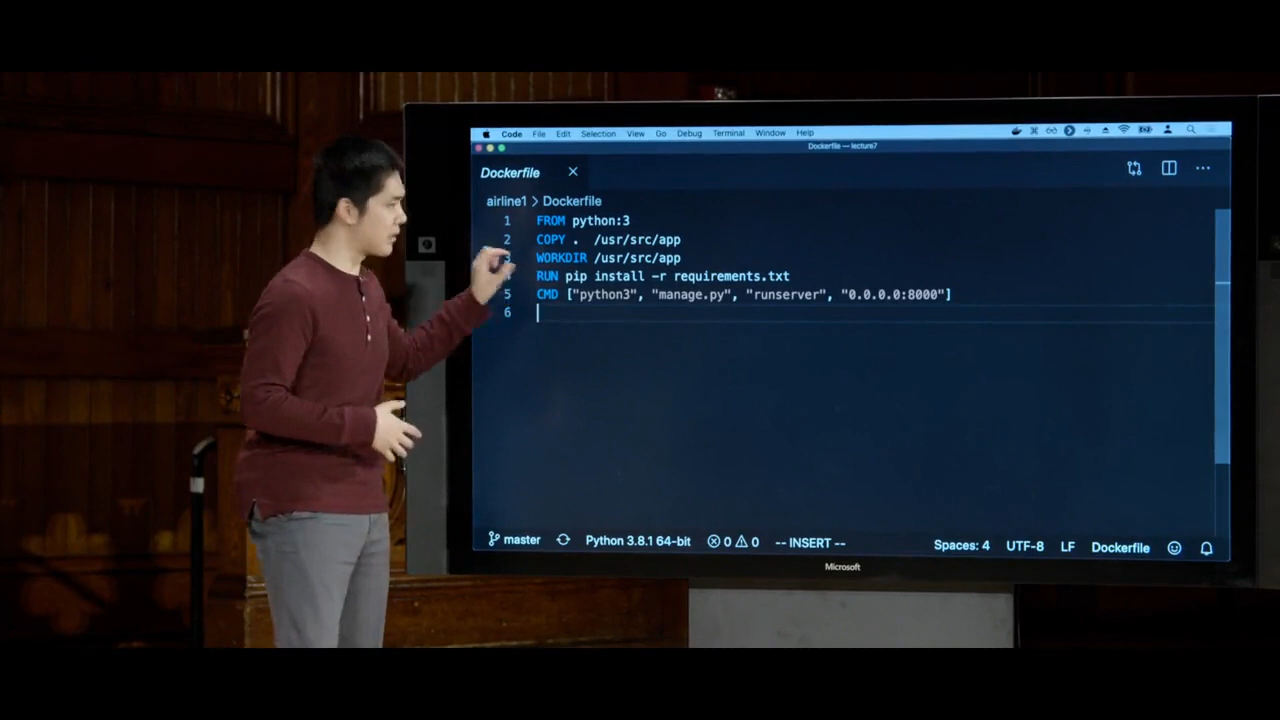 Code File Edit Selection View Go Debug Terminal Window Help
Dockerfile — lecture7
Dockerfile
airline1 > Dockerfile
1 FROM python:3
2 COPY . /usr/src/app
3 WORKDIR /usr/src/app
RUN pip install -r requirements.txt
5 CMD ["python3", "manage.py", "runserver", "0.0.0.0:8000"]
6
master Python 3.8.1 64-bit 0 0 -- INSERT -- Spaces: 4 UTF-8 LF Dockerfile
Microsoft